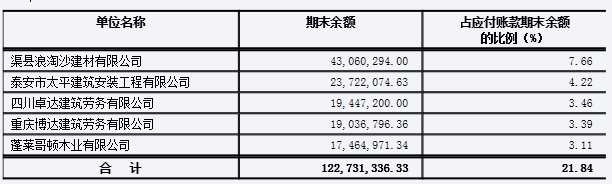 单位名称 期末余额 占应付账款期末余额
的比例（%）
渠县浪淘沙建材有限公司 43,060,294.00 7.66
泰安市太平建筑安装工程有限公司 23,722,074.63 4.22
四川卓达建筑劳务有限公司 19,447,200.00 3.46
重庆博达建筑劳务有限公司 19,036,796.36 3.39
蓬莱哥顿木业有限公司 17,464,971.34 3.11
合 计 122,731,336.33 21.84